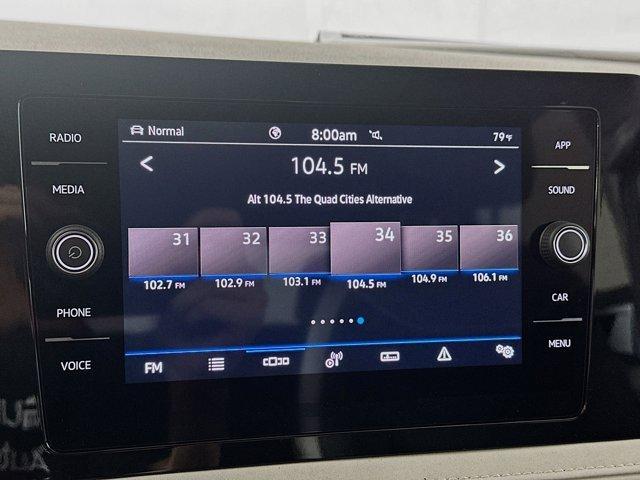 RADIO
MEDIA
PHONE
VOICE
Normal
8:00am
79°F
104.5 FM
Alt 104.5 The Quad Cities Alternative
31 32 33 34 35 36
102.7 FM 102.9 FM 103.1 FM 104.5 FM 104.9 FM 106.1 FM
FM
APP
SOUND
CAR
MENU